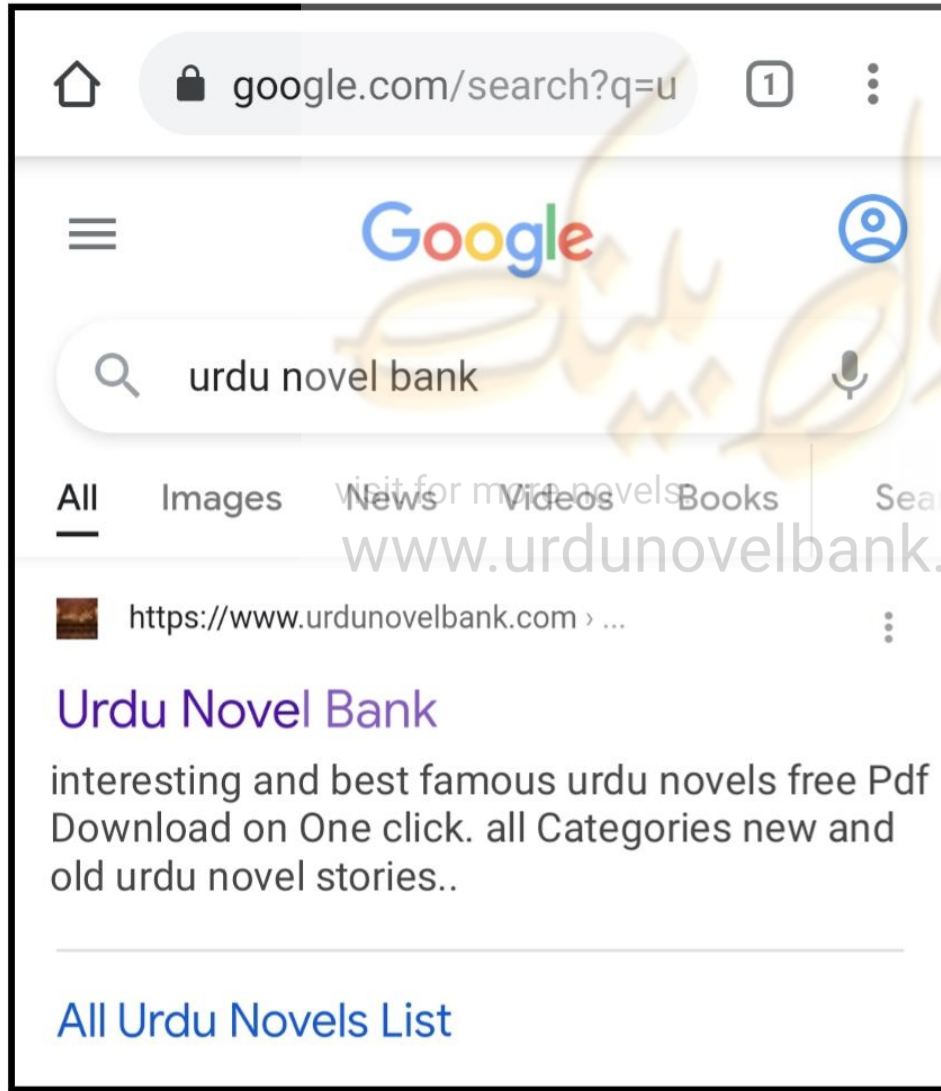 google.com/search?q=u
1
Google
urdu novel bank
بینک
All Images News Videos Books Sea
visit for more novels
www.urdunovelbank.
https://www.urdunovelbank.com › ...
Urdu Novel Bank
interesting and best famous urdu novels free Pdf
Download on One click. all Categories new and
old urdu novel stories..
All Urdu Novels List